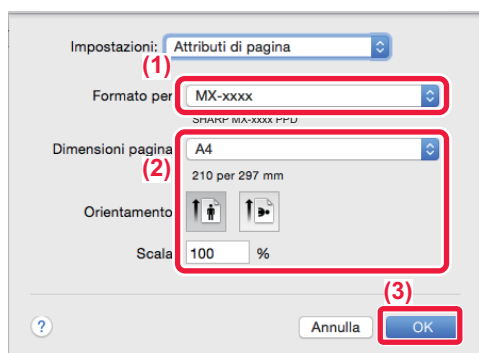 Impostazioni: Attributi di pagina
(1)
Formato per MX-xxxx
SHARP MX-xxxx PPD
Dimensioni pagina A4
(2)
210 per 297 mm
Orientamento
Scala 100 %
(3)
? Annulla OK